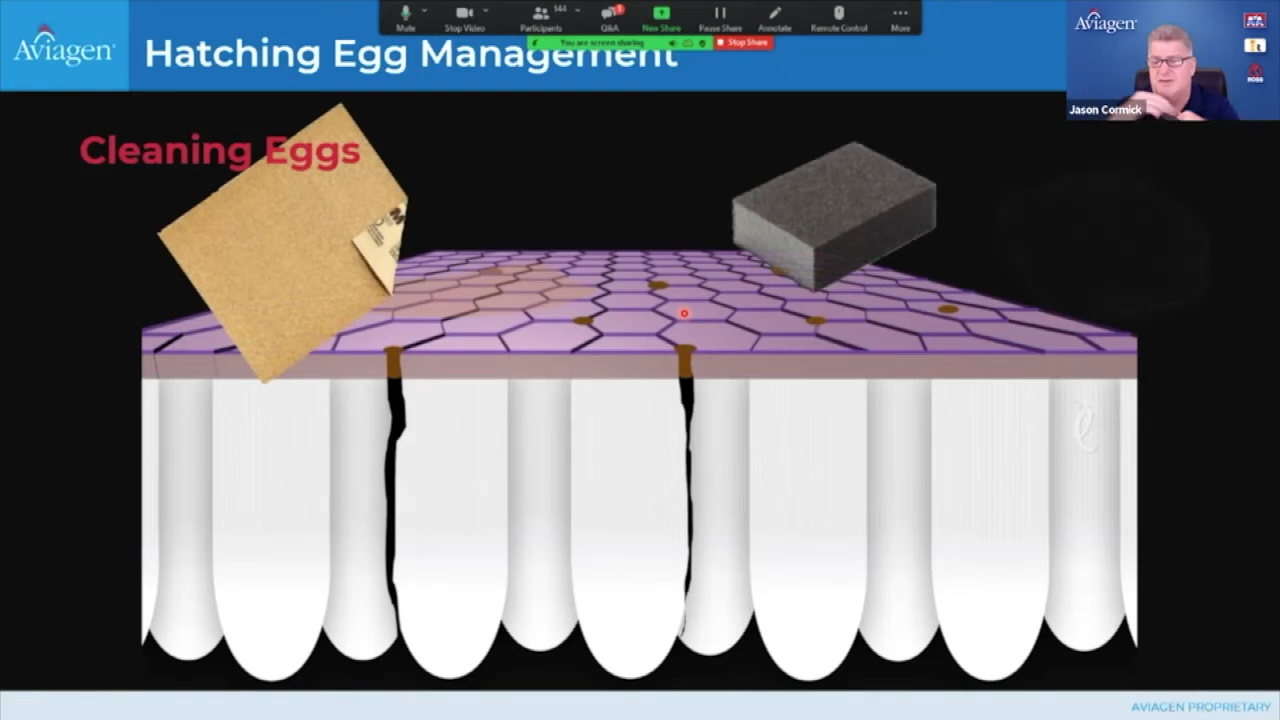 Mute
Stop Video
Participants
144
Q&A
New Share
Pause Share
Annotate
Remote Control
More
You are screen sharing
Stop Share
Aviagen
Hatching Egg Management
Aviagen
Jason Cormick
Cleaning Eggs
AVIAGEN PROPRIETARY